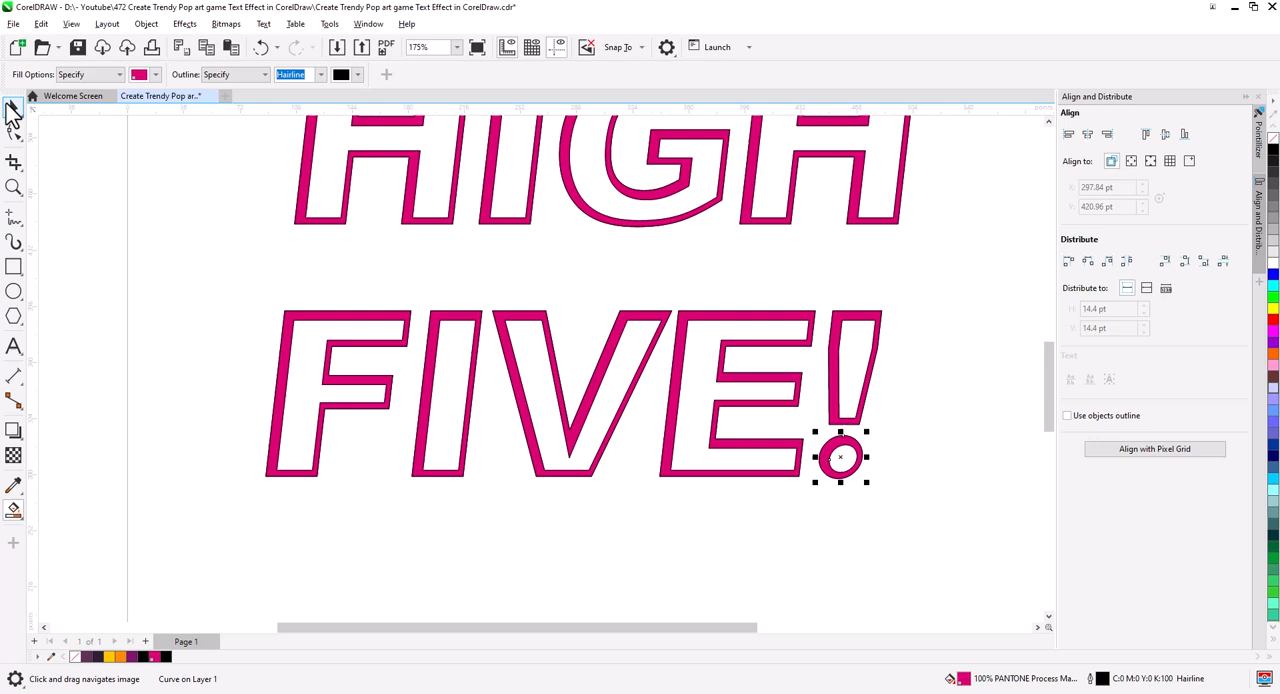 CorelDRAW - D:\- Youtube\472 Create Trendy Pop art game Text Effect in CorelDraw\Create Trendy Pop art game Text Effect in CorelDraw.cdr*
File Edit View Layout Object Effects Bitmaps Text Table Tools Window Help
PDF 175% Snap To Launch
Fill Options: Specify Outline: Specify Hairline
Welcome Screen Create Trendy Pop ar...*
Align and Distribute
Align
Align to:
X: 297.84 pt
Y: 420.96 pt
Distribute
Distribute to:
H: 14.4 pt
V: 14.4 pt
Text
Use objects outline
Align with Pixel Grid
Pointillizer
Align and Distrib...
HIGH
FIVE!
1 of 1 Page 1
Click and drag navigates image Curve on Layer 1 100% PANTONE Process Ma... C:0 M:0 Y:0 K:100 Hairline